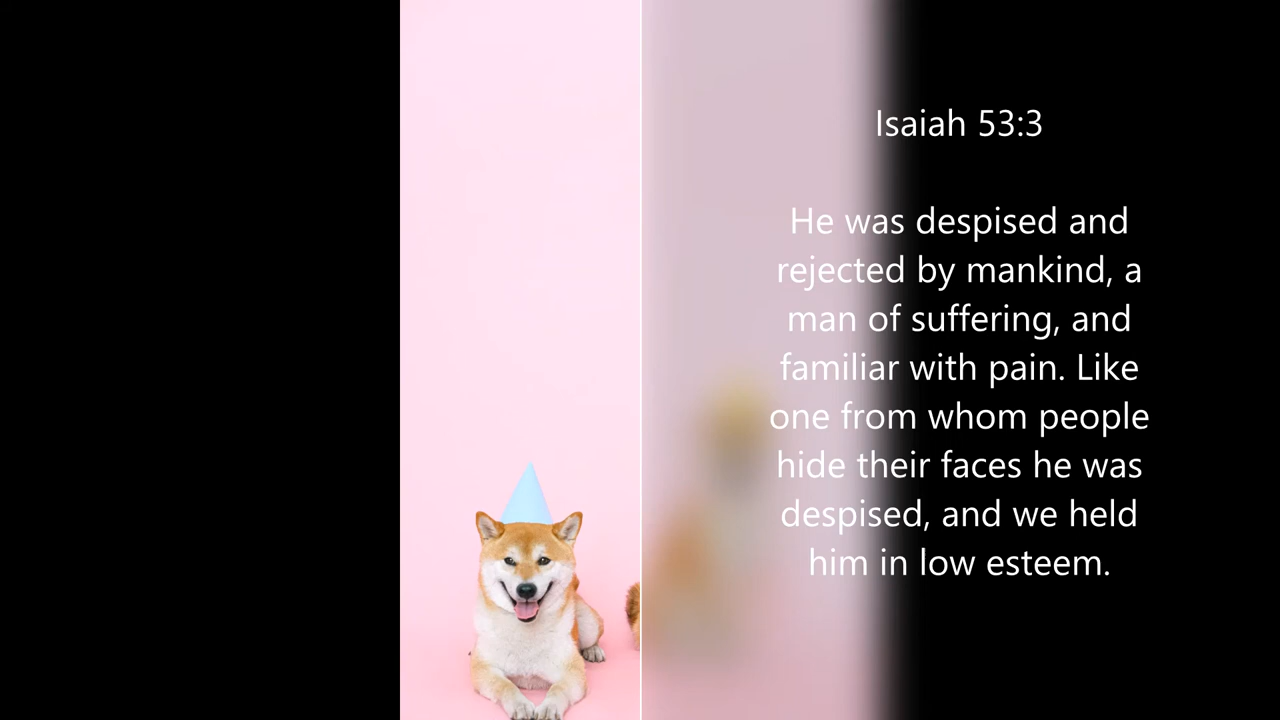 Isaiah 53:3
He was despised and
rejected by mankind, a
man of suffering, and
familiar with pain. Like
one from whom people
hide their faces he was
despised, and we held
him in low esteem.